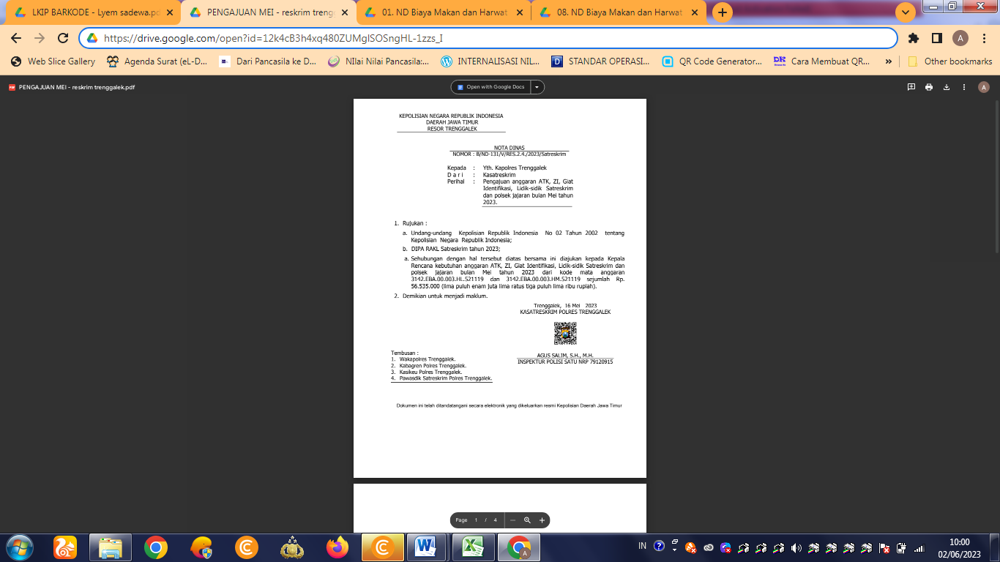 LKIP BARKODE - Lyem sadewa.pd
PENGAJUAN MEI - reskrim treng
01. ND Biaya Makan dan Harwat
08. ND Biaya Makan dan Harwat
https://drive.google.com/open?id=12k4cB3h4xq480ZUMglSOSngHL-1zzs_I
A
Web Slice Gallery
Agenda Surat (eL-D...
Dari Pancasila ke D...
NIlai Nilai Pancasila:...
INTERNALISASI NIL...
STANDAR OPERASI...
QR Code Generator...
Cara Membuat QR...
»
Other bookmarks
PDF PENGAJUAN MEI - reskrim trenggalek.pdf
Open with Google Docs
A
KEPOLISIAN NEGARA REPUBLIK INDONESIA
DAERAH JAWA TIMUR
RESOR TRENGGALEK
NOTA DINAS
NOMOR : B/ND-131/V/RES.2.4./2023/Satreskrim
Kepada : Yth. Kapolres Trenggalek
D a r i : Kasatreskrim
Perihal : Pengajuan anggaran ATK, ZI, Giat
Identifikasi, Lidik-sidik Satreskrim
dan polsek jajaran bulan Mei tahun
2023.
1. Rujukan :
a. Undang-undang Kepolisian Republik Indonesia No 02 Tahun 2002 tentang
Kepolisian Negara Republik Indonesia;
b. DIPA RAKL Satreskrim tahun 2023;
a. Sehubungan dengan hal tersebut diatas bersama ini diajukan kepada Kepala
Rencana kebutuhan anggaran ATK, ZI, Giat Identifikasi, Lidik-sidik Satreskrim dan
polsek jajaran bulan Mei tahun 2023 dari kode mata anggaran
3142.EBA.00.003.HL.521119 dan 3142.EBA.00.003.HM.521119 sejumlah Rp.
56.535.000 (lima puluh enam juta lima ratus tiga puluh lima ribu rupiah).
2. Demikian untuk menjadi maklum.
Trenggalek, 16 Mei 2023
KASATRESKRIM POLRES TRENGGALEK
AGUS SALIM, S.H., M.H.
INSPEKTUR POLISI SATU NRP 79120915
Tembusan :
1. Wakapolres Trenggalek.
2. Kabagren Polres Trenggalek.
3. Kasikeu Polres Trenggalek.
4. Pawasdik Satreskrim Polres Trenggalek.
Dokumen ini telah ditandatangani secara elektronik yang dikeluarkan resmi Kepolisian Daerah Jawa Timur
Page 1 / 4
IN
10:00
02/06/2023